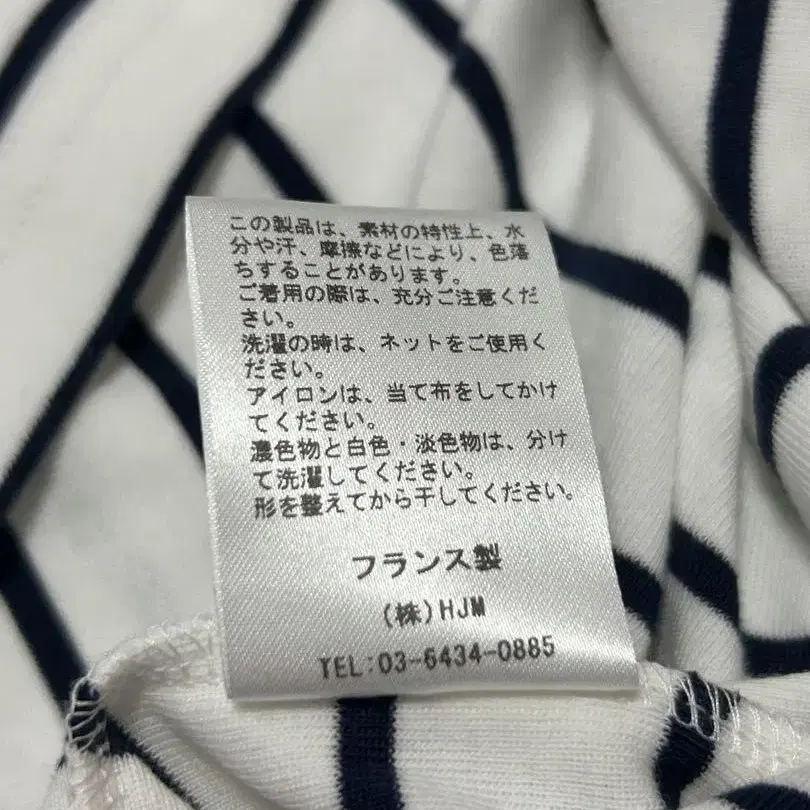 この製品は、素材の特性上、水
分や汗、摩擦などにより、色落
ちすることがあります。
ご着用の際は、充分ご注意くだ
さい。
洗濯の時は、ネットをご使用く
ださい。
アイロンは、当て布をしてかけ
てください。
濃色物と白色・淡色物は、分け
て洗濯してください。
形を整えてから干してください。
フランス製
(株)HJM
TEL:03-6434-0885